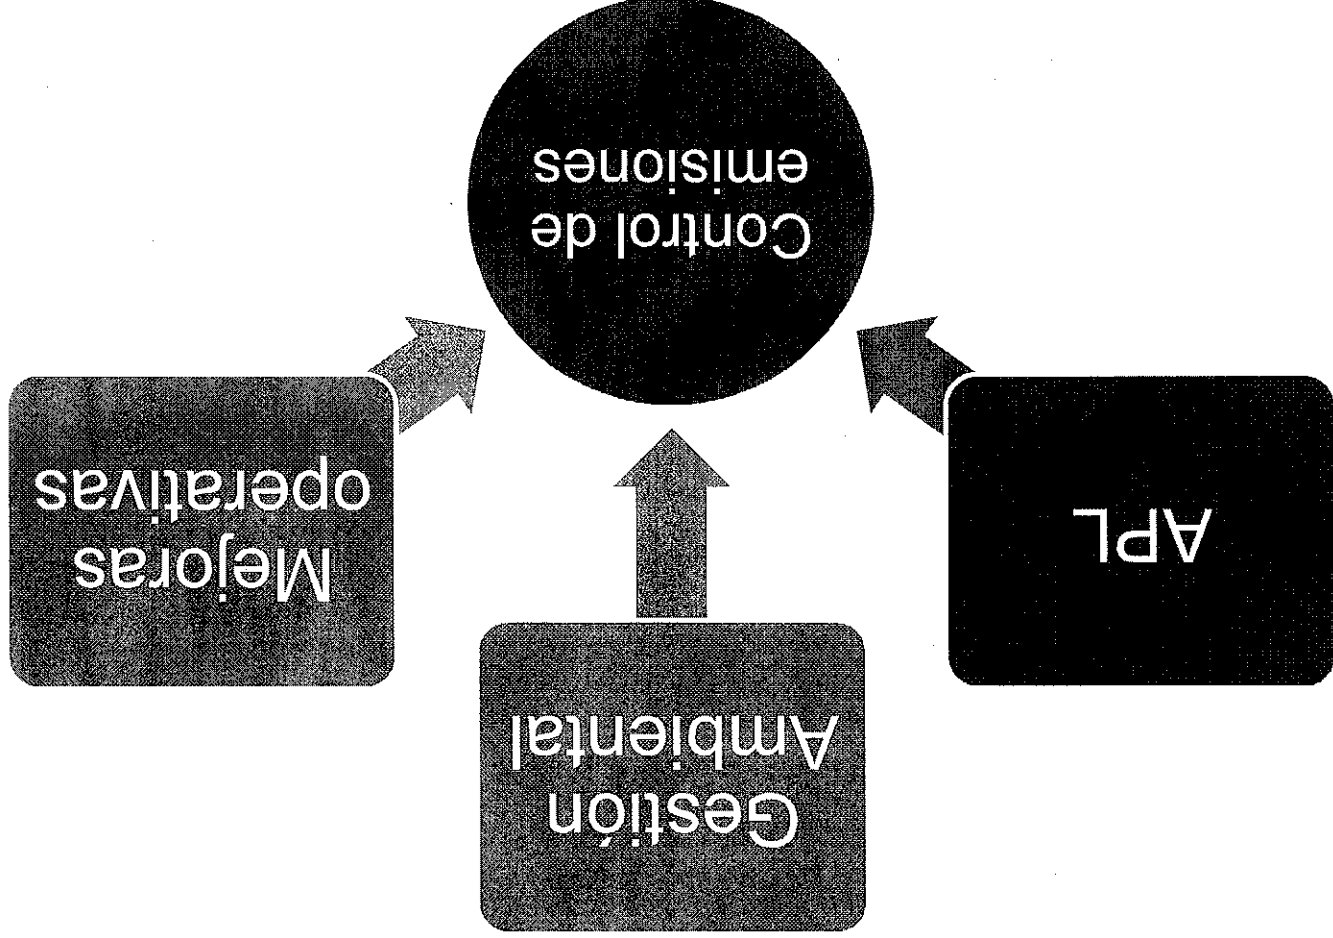 APL
Gestión
Ambiental
Mejoras
operativas
Control de
emisiones